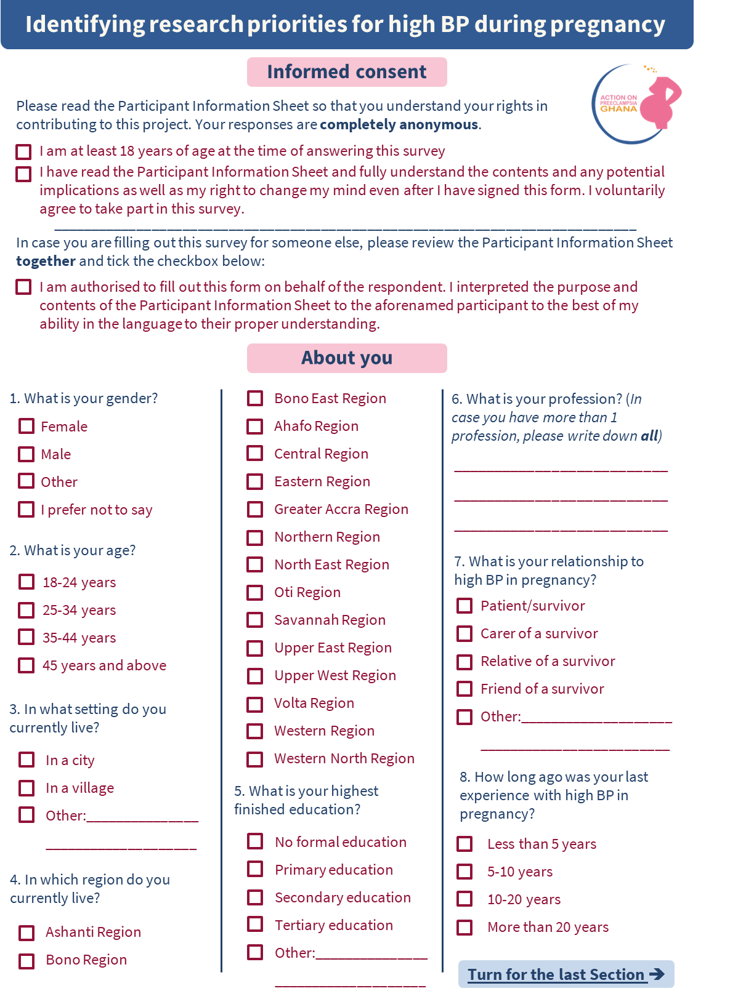 Identifying research priorities for high BP during pregnancy
Informed consent
ACTION ON
PREECLAMPSIA
GHANA
Please read the Participant Information Sheet so that you understand your rights in
contributing to this project. Your responses are completely anonymous.
I am at least 18 years of age at the time of answering this survey
I have read the Participant Information Sheet and fully understand the contents and any potential
implications as well as my right to change my mind even after I have signed this form. I voluntarily
agree to take part in this survey.
In case you are filling out this survey for someone else, please review the Participant Information Sheet
together and tick the checkbox below:
I am authorised to fill out this form on behalf of the respondent. I interpreted the purpose and
contents of the Participant Information Sheet to the aforenamed participant to the best of my
ability in the language to their proper understanding.
About you
1. What is your gender?
Female
Male
Other
I prefer not to say
2. What is your age?
18-24 years
25-34 years
35-44 years
45 years and above
3. In what setting do you
currently live?
In a city
In a village
Other:_______________
____________________
4. In which region do you
currently live?
Ashanti Region
Bono Region
Bono East Region
Ahafo Region
Central Region
Eastern Region
Greater Accra Region
Northern Region
North East Region
Oti Region
Savannah Region
Upper East Region
Upper West Region
Volta Region
Western Region
Western North Region
5. What is your highest
finished education?
No formal education
Primary education
Secondary education
Tertiary education
Other:_______________
____________________
6. What is your profession? (In
case you have more than 1
profession, please write down all)
7. What is your relationship to
high BP in pregnancy?
Patient/survivor
Carer of a survivor
Relative of a survivor
Friend of a survivor
Other:____________________
_________________________
8. How long ago was your last
experience with high BP in
pregnancy?
Less than 5 years
5-10 years
10-20 years
More than 20 years
Turn for the last Section →